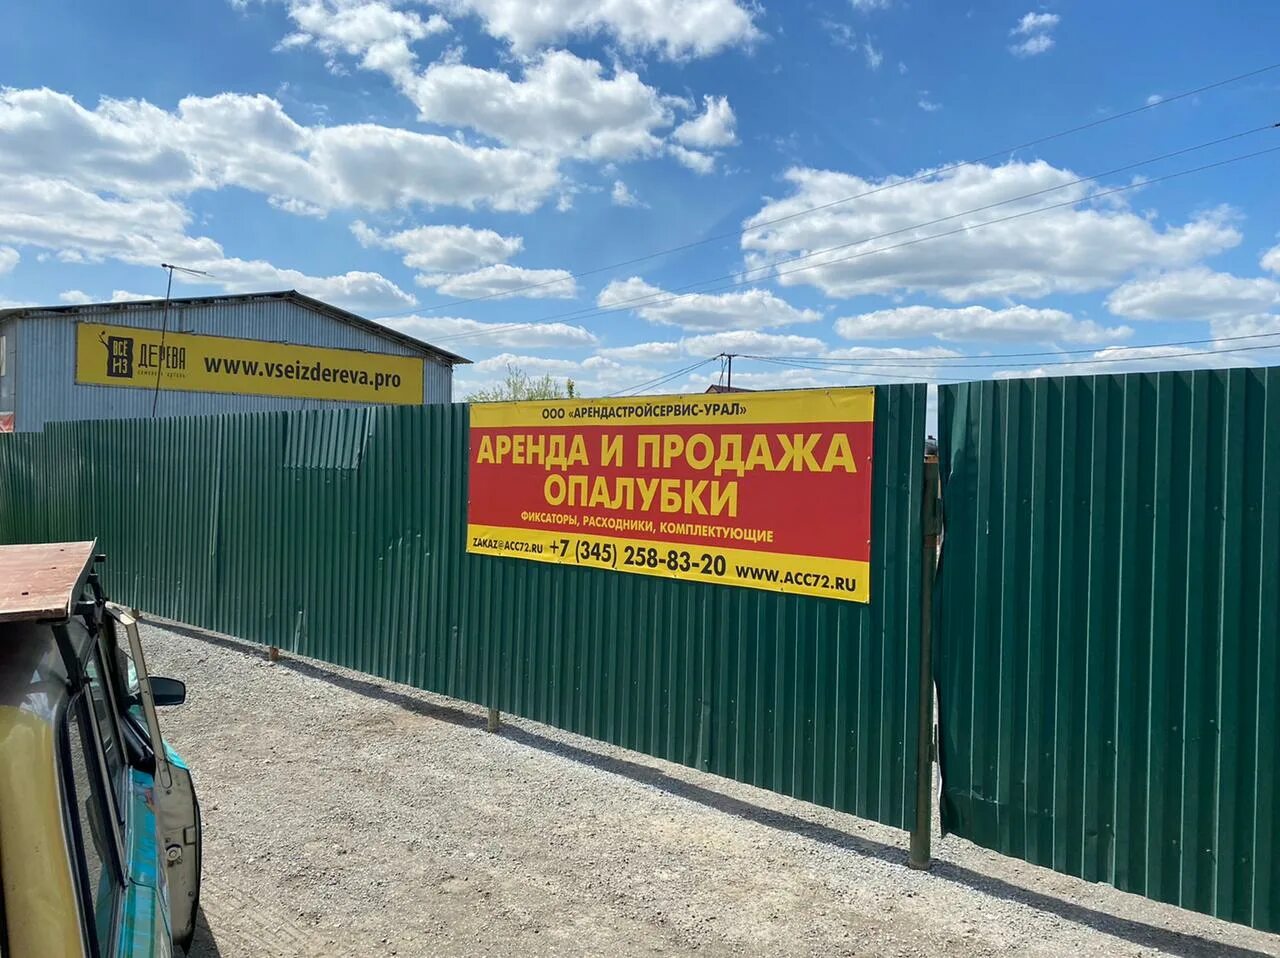 ВСЁ
ИЗ
ДЕРЕВА
www.vseizdereva.pro
ООО «АРЕНДАСТРОЙСЕРВИС-УРАЛ»
АРЕНДА И ПРОДАЖА
ОПАЛУБКИ
ФИКСАТОРЫ, РАСХОДНИКИ, КОМПЛЕКТУЮЩИЕ
ZAKAZ@ACC72.RU +7 (345) 258-83-20 WWW.ACC72.RU